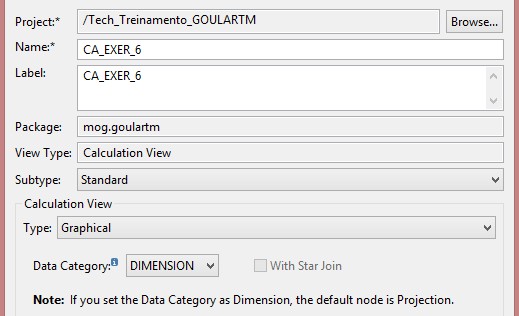 Project:* /Tech_Treinamento_GOULARTM Browse...
Name:* CA_EXER_6
Label: CA_EXER_6
Package: mog.goulartm
View Type: Calculation View
Subtype: Standard
Calculation View
Type: Graphical
Data Category: DIMENSION With Star Join
Note: If you set the Data Category as Dimension, the default node is Projection.